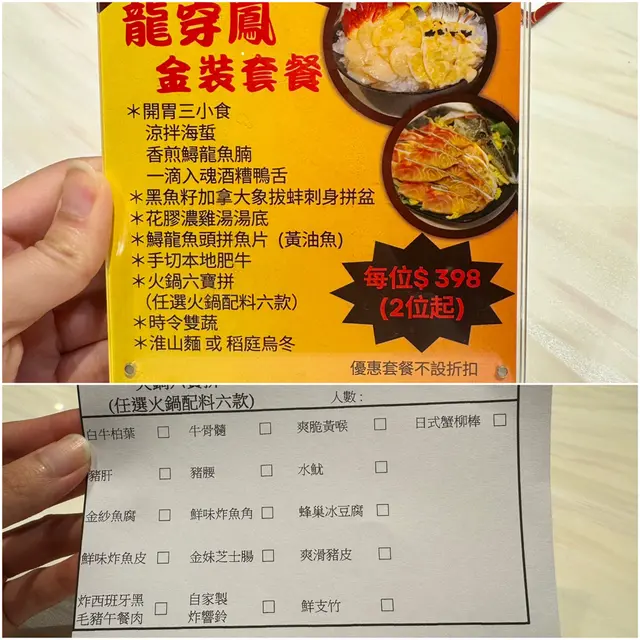 龍穿鳳
金裝套餐
＊開胃三小食
涼拌海蜇
香煎鱘龍魚腩
一滴入魂酒糟鴨舌
＊黑魚籽加拿大象拔蚌刺身拼盆
＊花膠濃雞湯湯底
＊鱘龍魚頭拼魚片 (黃油魚)
＊手切本地肥牛
＊火鍋六寶拼
(任選火鍋配料六款)
＊時令雙蔬
＊淮山麵 或 稻庭烏冬
每位$ 398
(2位起)
優惠套餐不設折扣
火鍋六寶拼
(任選火鍋配料六款)
人數：
白牛柏葉 □ 牛骨髓 □ 爽脆黃喉 □ 日式蟹柳棒 □
豬肝 □ 豬腰 □ 水魷 □
金紗魚腐 □ 鮮味炸魚角 □ 蜂巢冰豆腐 □
鮮味炸魚皮 □ 金妹芝士腸 □ 爽滑豬皮 □
炸西班牙黑
毛豬午餐肉 □
自家製
炸響鈴 □
鮮支竹 □